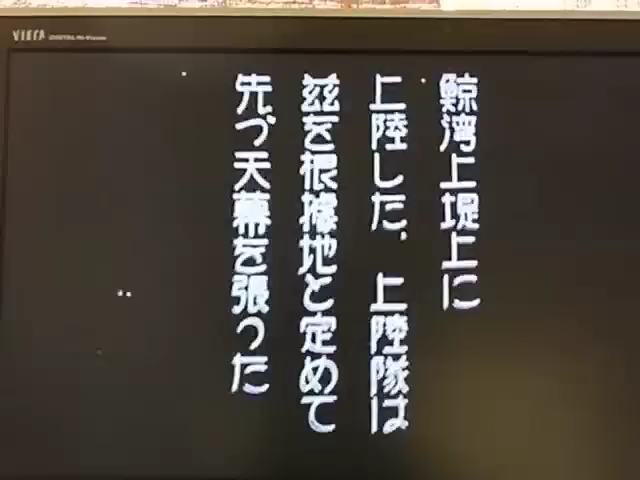 VIERA
鯨湾上堤上に
上陸した、上陸隊は
茲を根據地と定めて
先づ天幕を張つた